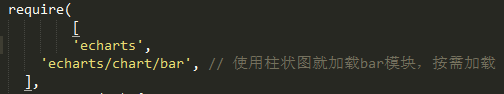 require(
[
'echarts',
'echarts/chart/bar', // 使用柱状图就加载bar模块，按需加载
],